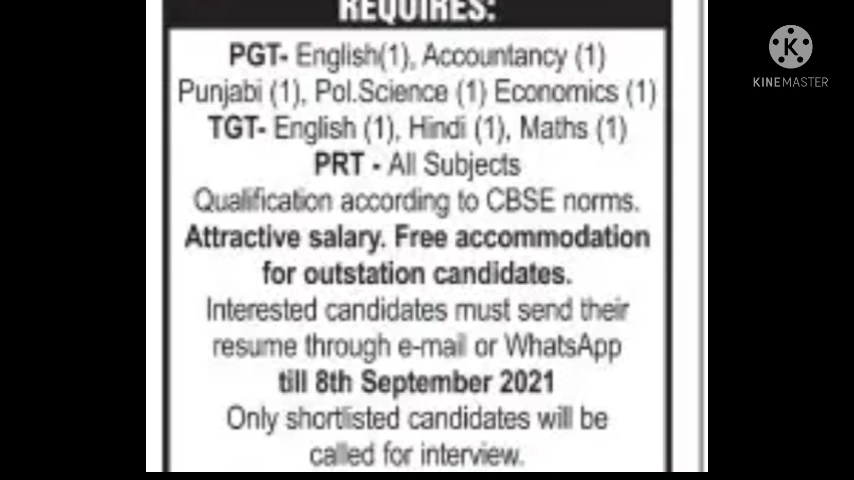 REQUIRES:
PGT- English(1), Accountancy (1)
Punjabi (1), Pol.Science (1) Economics (1)
TGT- English (1), Hindi (1), Maths (1)
PRT - All Subjects
Qualification according to CBSE norms.
Attractive salary. Free accommodation
for outstation candidates.
Interested candidates must send their
resume through e-mail or WhatsApp
till 8th September 2021
Only shortlisted candidates will be
called for interview.
K
KINEMASTER